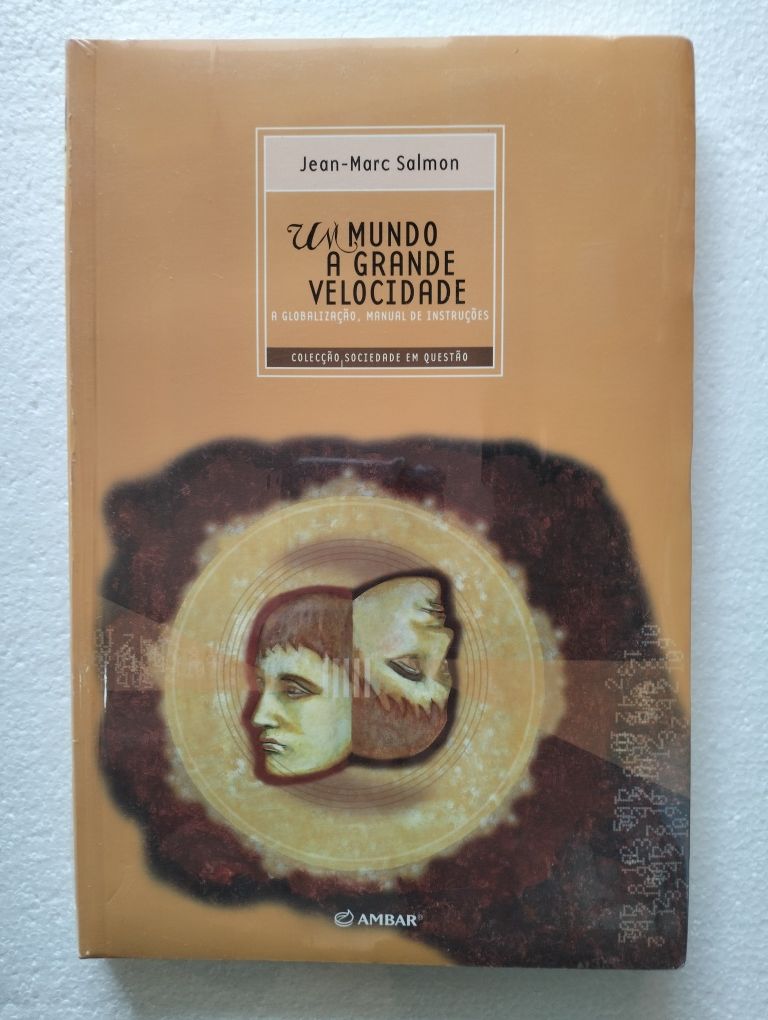 Jean-Marc Salmon
Um MUNDO
A GRANDE
VELOCIDADE
A GLOBALIZAÇÃO, MANUAL DE INSTRUÇÕES
COLECÇÃO, SOCIEDADE EM QUESTÃO
AMBAR®